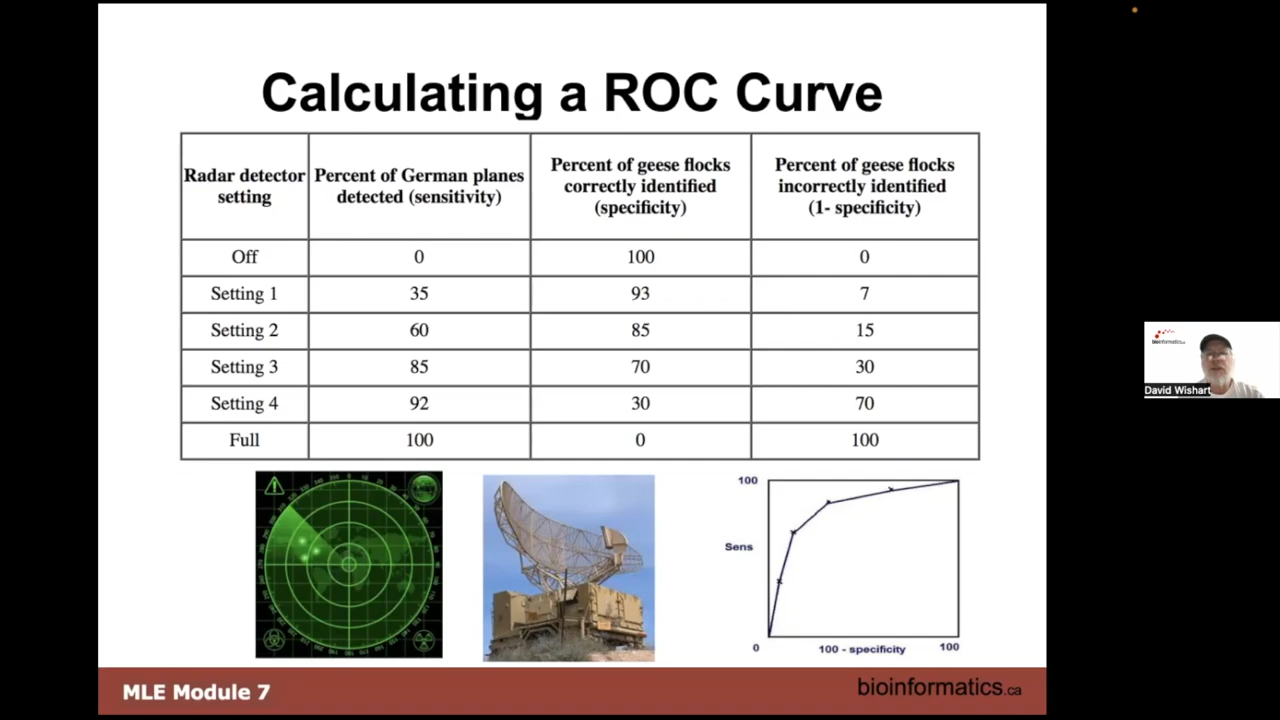 Calculating a ROC Curve
Radar detector setting
Percent of German planes detected (sensitivity)
Percent of geese flocks correctly identified (specificity)
Percent of geese flocks incorrectly identified (1- specificity)
Off 0 100 0
Setting 1 35 93 7
Setting 2 60 85 15
Setting 3 85 70 30
Setting 4 92 30 70
Full 100 0 100
100
Sens
0 100 - specificity 100
MLE Module 7
bioinformatics.ca
bioinformatics.ca
David Wishart